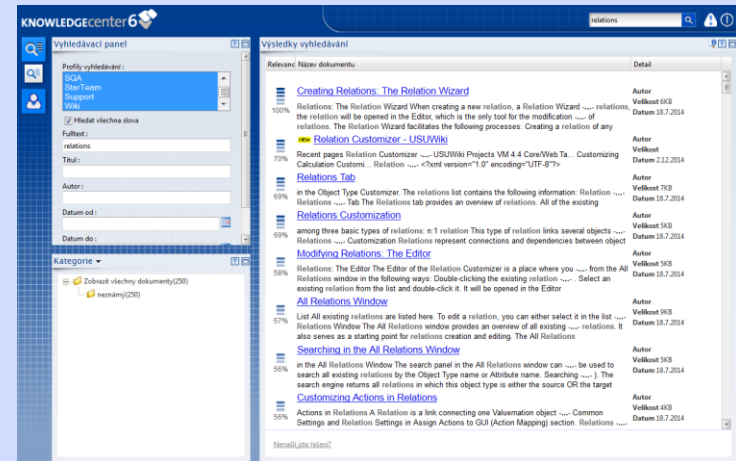 KNOWLEDGEcenter6
relations
Vyhledávací panel
Profily vyhledávání :
SQA
StarTeam
Support
Wiki
Hledat všechna slova
Fulltext :
relations
Titul :
Autor :
Datum od :
Datum do :
Kategorie
Zobrazit všechny dokumenty(250)
neznámý(250)
Výsledky vyhledávání
Relevanc Název dokumentu Detail
Creating Relations: The Relation Wizard
Relations: The Relation Wizard When creating a new relation, a Relation Wizard -...- relations,
the relation will be opened in the Editor, which is the only tool for the modification -...- of
relations. The Relation Wizard facilitates the following processes: Creating a relation of any
100%
Autor
Velikost 6KB
Datum 18.7.2014
NEW Relation Customizer - USUWiki
Recent pages Relation Customizer -...- USUWiki Projects VM 4.4 Core/Web Ta... Customizing
Calculation Customi... Relation -...- <?xml version="1.0" encoding="UTF-8"?>
70%
Autor
Velikost
Datum 2.12.2014
Relations Tab
in the Object Type Customizer. The relations list contains the following information: Relation -...-
Relations -...- Tab The Relations tab provides an overview of relations. All of the existing
69%
Autor
Velikost 7KB
Datum 18.7.2014
Relations Customization
among three basic types of relations: n:1 relation This type of relation links several objects -...-
Relations -...- Customization Relations represent connections and dependencies between object
69%
Autor
Velikost 5KB
Datum 18.7.2014
Modifying Relations: The Editor
Relations: The Editor The Editor of the Relation Customizer is a place where you -...- from the All
Relations window in the following ways: Double-clicking the existing relation -...- . Select an
existing relation from the list and double-click it. It will be opened in the Editor
58%
Autor
Velikost 5KB
Datum 18.7.2014
All Relations Window
List All existing relations are listed here. To edit a relation, you can either select it in the list -...-
Relations Window The All Relations window provides an overview of all existing -...- relations. It
also serves as a starting point for relations creation and editing. The All Relations
57%
Autor
Velikost 9KB
Datum 18.7.2014
Searching in the All Relations Window
in the All Relations Window The search panel in the All Relations window can -...- be used to
search all existing relations by the Object Type name or Attribute name. Searching -...- ). The
search engine returns all relations in which this object type is either the source OR the target
56%
Autor
Velikost 5KB
Datum 18.7.2014
Customizing Actions in Relations
Actions in Relations A Relation is a link connecting one Valuemation object -...- Common
Settings and Relation Settings in Assign Actions to GUI (Action Mapping) section. Relations -...-
56%
Autor
Velikost 4KB
Datum 18.7.2014
Nenašli jste řešení?